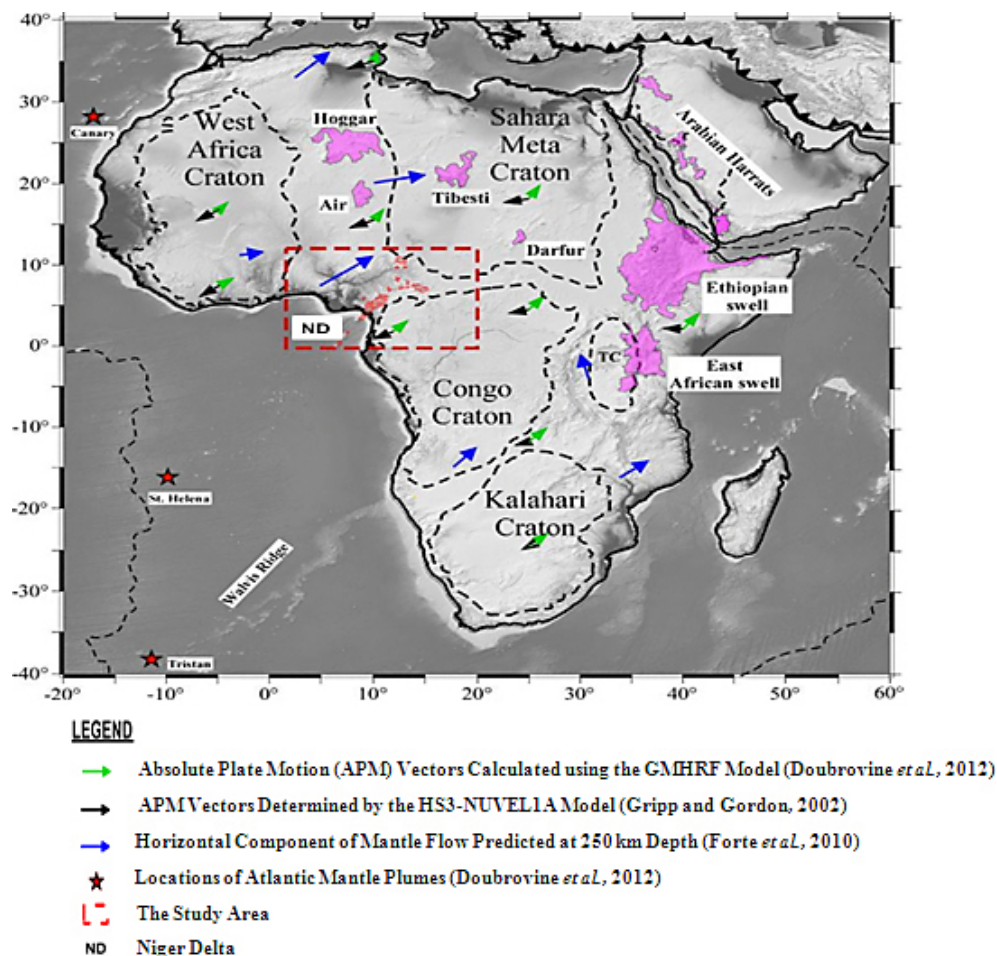 40°
30°
20°
10°
0°
-10°
-20°
-30°
-40°
-20°
-10°
0°
10°
20°
30°
40°
50°
60°
Canary
West
Africa
Craton
Hoggar
Sahara
Meta
Craton
Arabian Harrats
Air
Tibesti
Darfur
Ethiopian
swell
ND
TC
East
African swell
Congo
Craton
St. Helena
Kalahari
Craton
Walvis Ridge
Tristan
LEGEND
Absolute Plate Motion (APM) Vectors Calculated using the GMHRF Model (Doubrovine et al., 2012)
APM Vectors Determined by the HS3-NUVEL1A Model (Gripp and Gordon, 2002)
Horizontal Component of Mantle Flow Predicted at 250 km Depth (Forte et al., 2010)
Locations of Atlantic Mantle Plumes (Doubrovine et al., 2012)
The Study Area
ND Niger Delta